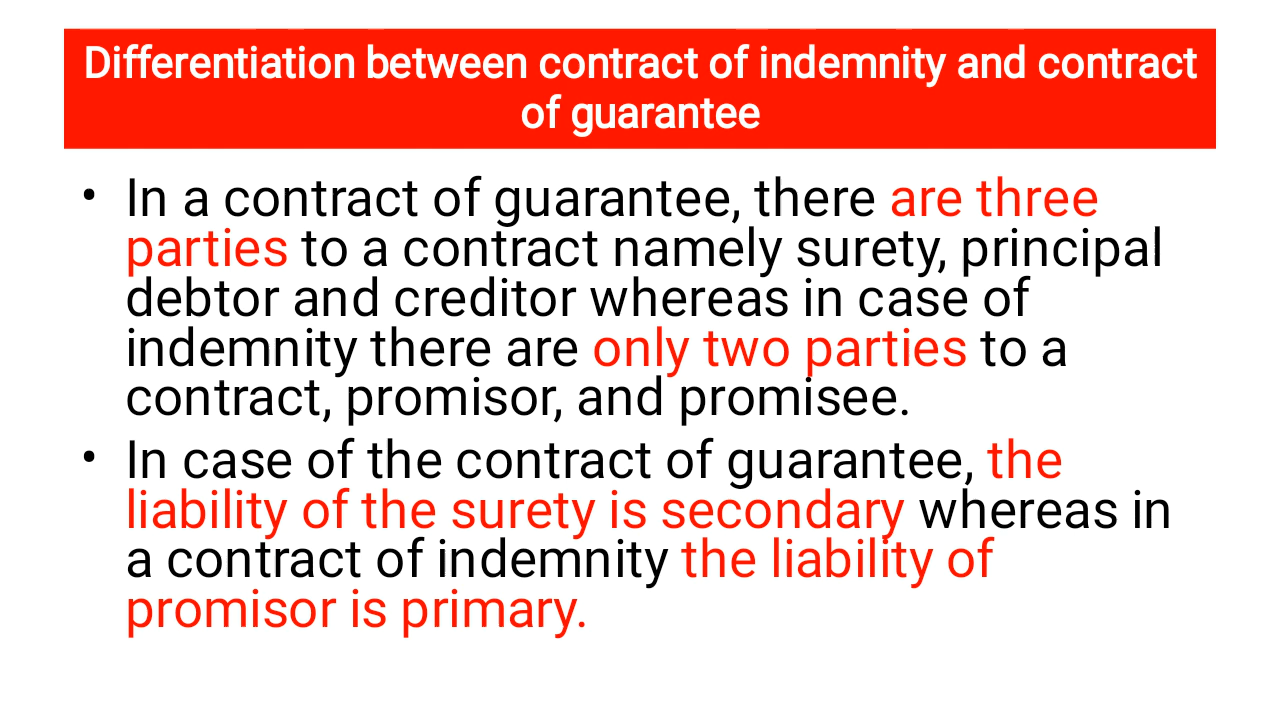 Differentiation between contract of indemnity and contract
of guarantee
• In a contract of guarantee, there are three
parties to a contract namely surety, principal
debtor and creditor whereas in case of
indemnity there are only two parties to a
contract, promisor, and promisee.
• In case of the contract of guarantee, the
liability of the surety is secondary whereas in
a contract of indemnity the liability of
promisor is primary.